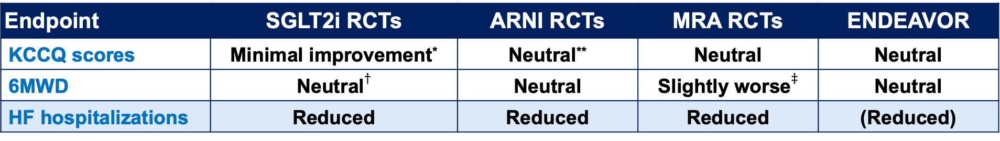 Endpoint SGLT2i RCTs ARNI RCTs MRA RCTs ENDEAVOR
KCCQ scores Minimal improvement* Neutral** Neutral Neutral
6MWD Neutral† Neutral Slightly worse‡ Neutral
HF hospitalizations Reduced Reduced Reduced (Reduced)